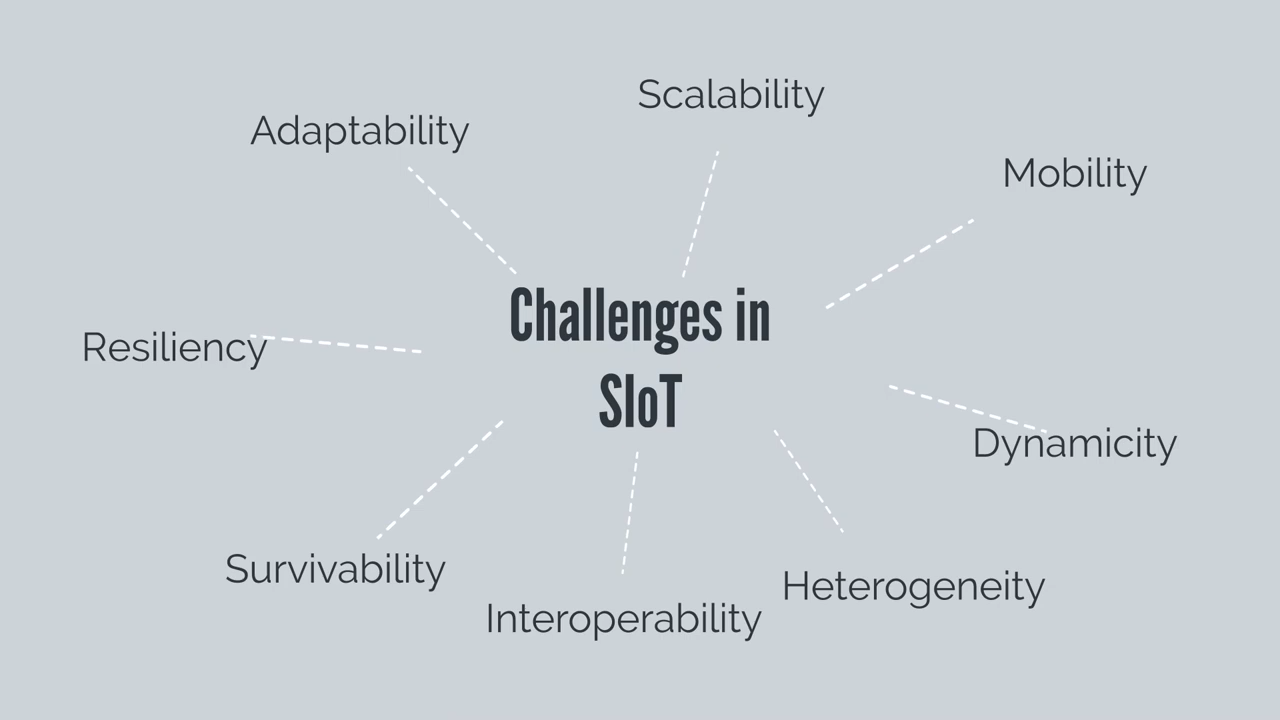 Scalability
Adaptability
Mobility
Challenges in
SIoT
Resiliency
Dynamicity
Survivability
Heterogeneity
Interoperability